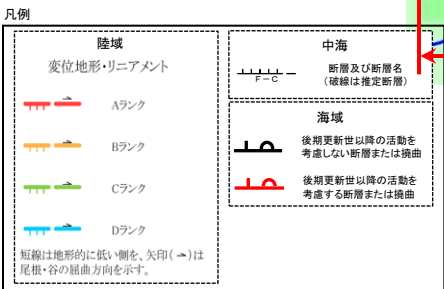 凡例
陸域
変位地形・リニアメント
Aランク
Bランク
Cランク
Dランク
短線は地形的に低い側を、矢印(→)は
尾根・谷の屈曲方向を示す。
中海
F－C
断層及び断層名
(破線は推定断層)
海域
後期更新世以降の活動を
考慮しない断層または撓曲
後期更新世以降の活動を
考慮する断層または撓曲